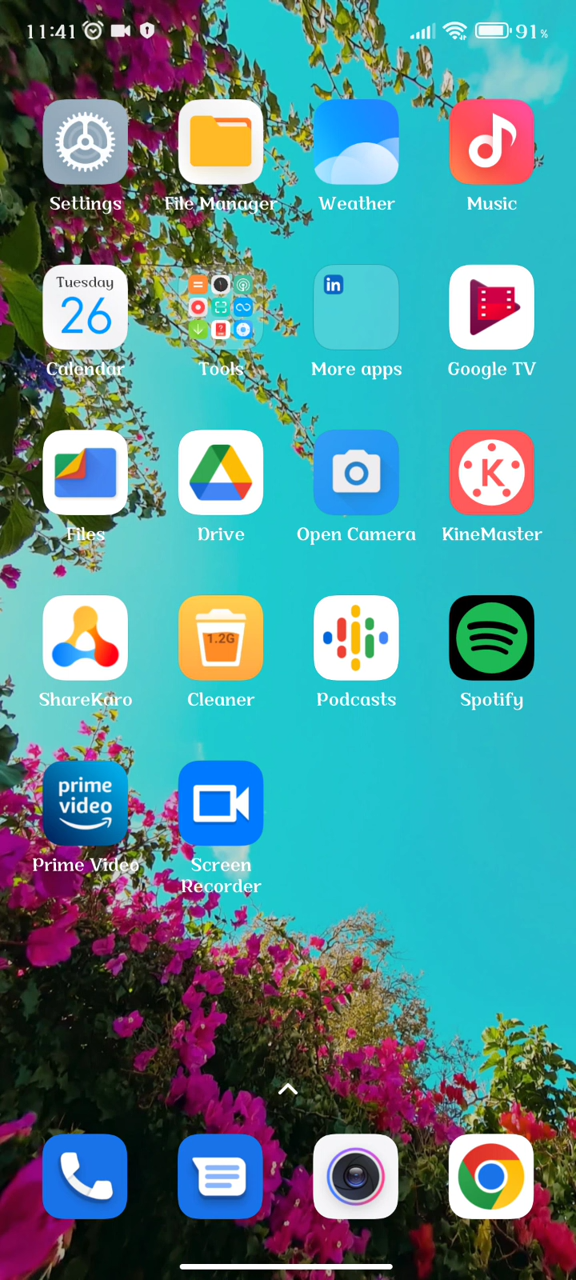 11:41 91%
Settings File Manager Weather Music
Tuesday
26
in
Calendar Tools More apps Google TV
K
Files Drive Open Camera KineMaster
1.2G
ShareKaro Cleaner Podcasts Spotify
prime
video
Prime Video Screen
Recorder